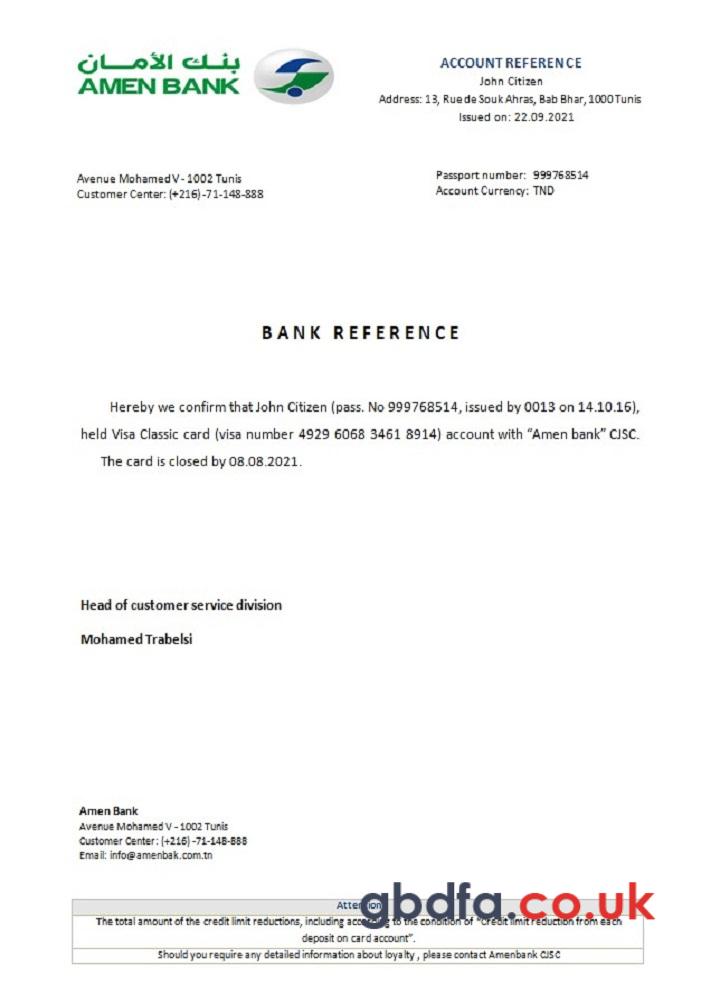 بنك الأمــان
AMEN BANK
ACCOUNT REFERENCE
John Citizen
Address: 13, Rue de Souk Ahras, Bab Bhar, 1000 Tunis
Issued on: 22.09.2021
Avenue Mohamed V - 1002 Tunis
Customer Center: (+216)-71-148-888
Passport number: 999768514
Account Currency: TND
BANK REFERENCE
Hereby we confirm that John Citizen (pass. No 999768514, issued by 0013 on 14.10.16),
held Visa Classic card (visa number 4929 6068 3461 8914) account with “Amen bank” CJSC.
The card is closed by 08.08.2021.
Head of customer service division
Mohamed Trabelsi
Amen Bank
Avenue Mohamed V - 1002 Tunis
Customer Center: (+216) -71-148-888
Email: info@amenbak.com.tn
gbdfa.co.uk
Attention
The total amount of the credit limit reductions, including according to the condition of “Credit limit reduction from each
deposit on card account”.
Should you require any detailed information about loyalty , please contact Amenbank CJSC